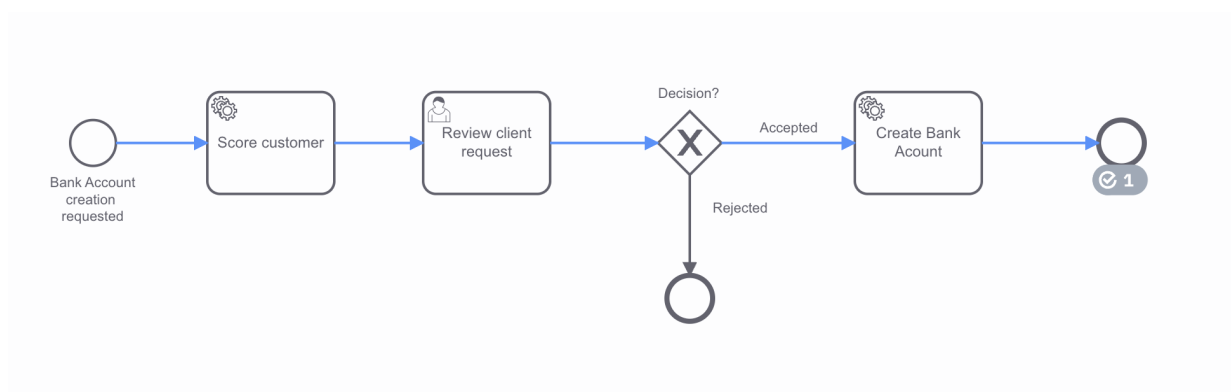 Bank Account
creation
requested
Score customer
Review client
request
Decision?
Accepted
Rejected
Create Bank
Acount
1